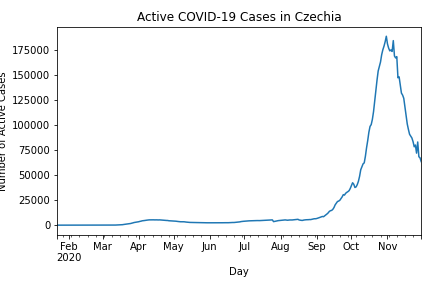 Active COVID-19 Cases in Czechia
Number of Active Cases
175000
150000
125000
100000
75000
50000
25000
0
Feb Mar Apr May Jun Jul Aug Sep Oct Nov
2020
Day